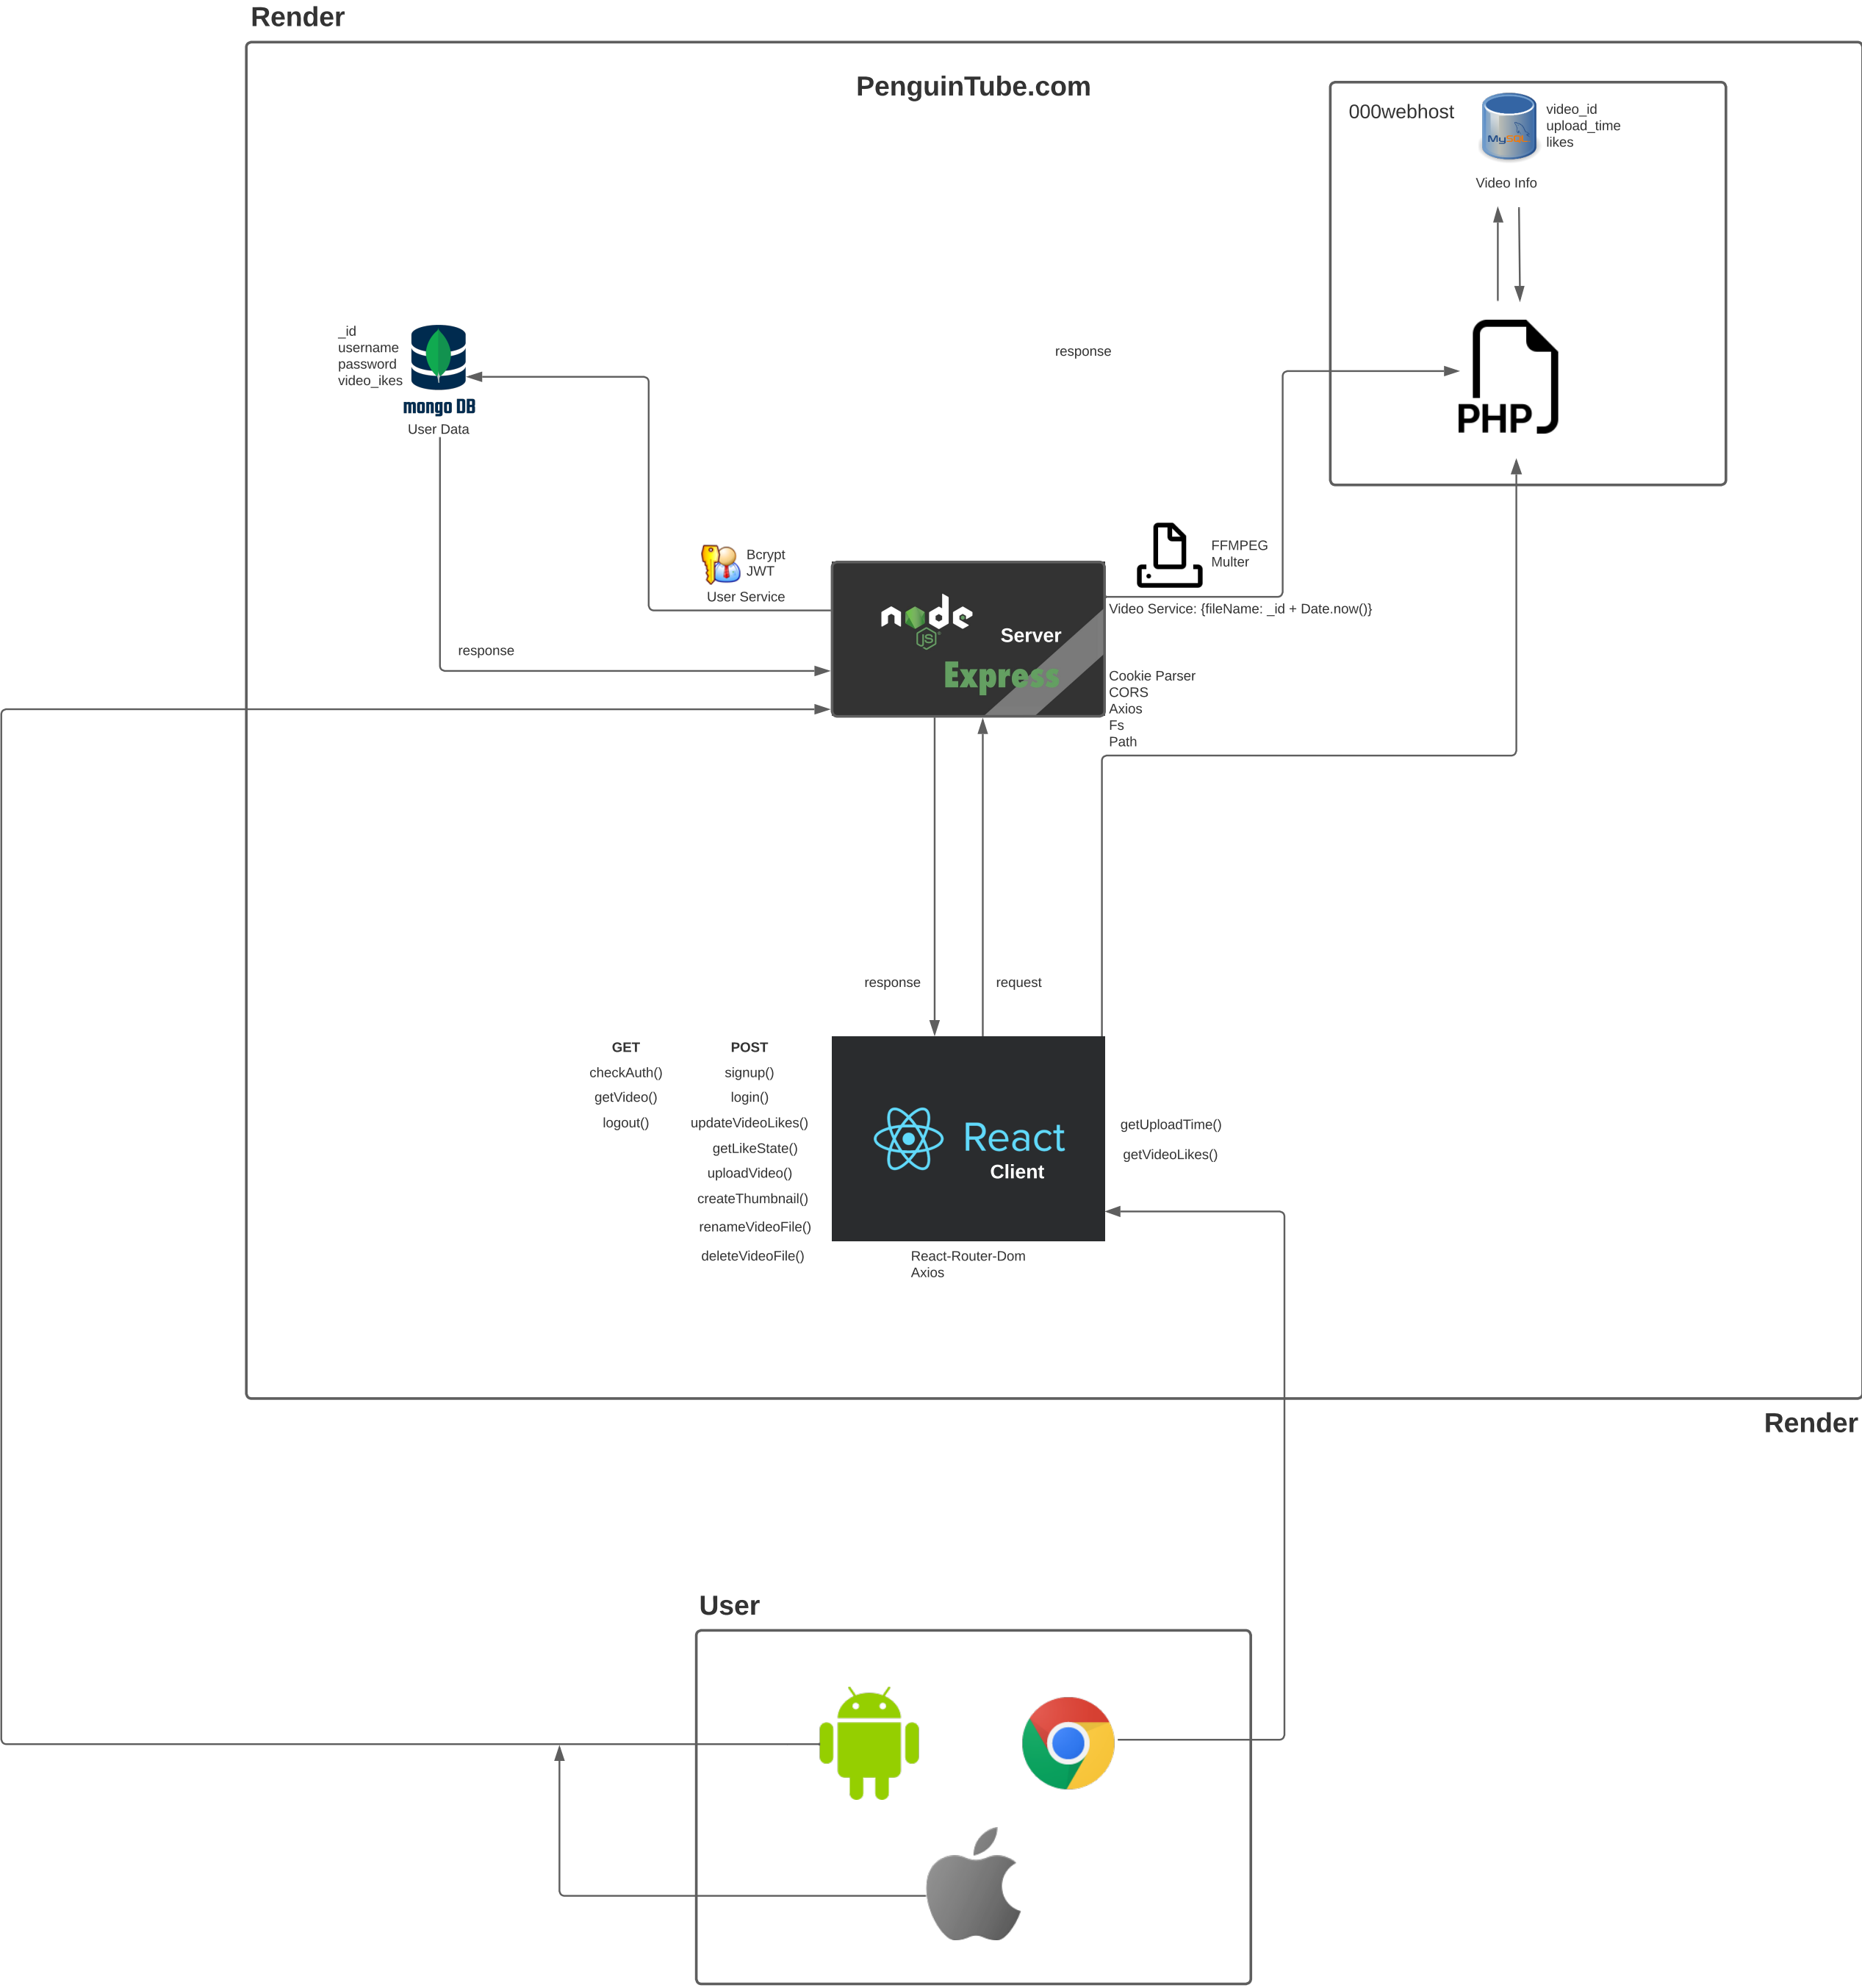 Render
PenguinTube.com
000webhost
MySQL
video_id
upload_time
likes
Video Info
_id
username
password
video_ikes
mongo DB
User Data
response
PHP
Bcrypt
JWT
User Service
FFMPEG
Multer
Video Service: {fileName: _id + Date.now()}
node
JS
Server
Express
response
Cookie Parser
CORS
Axios
Fs
Path
response
request
GET
checkAuth()
getVideo()
logout()
POST
signup()
login()
updateVideoLikes()
getLikeState()
uploadVideo()
createThumbnail()
renameVideoFile()
deleteVideoFile()
React
Client
getUploadTime()
getVideoLikes()
React-Router-Dom
Axios
Render
User